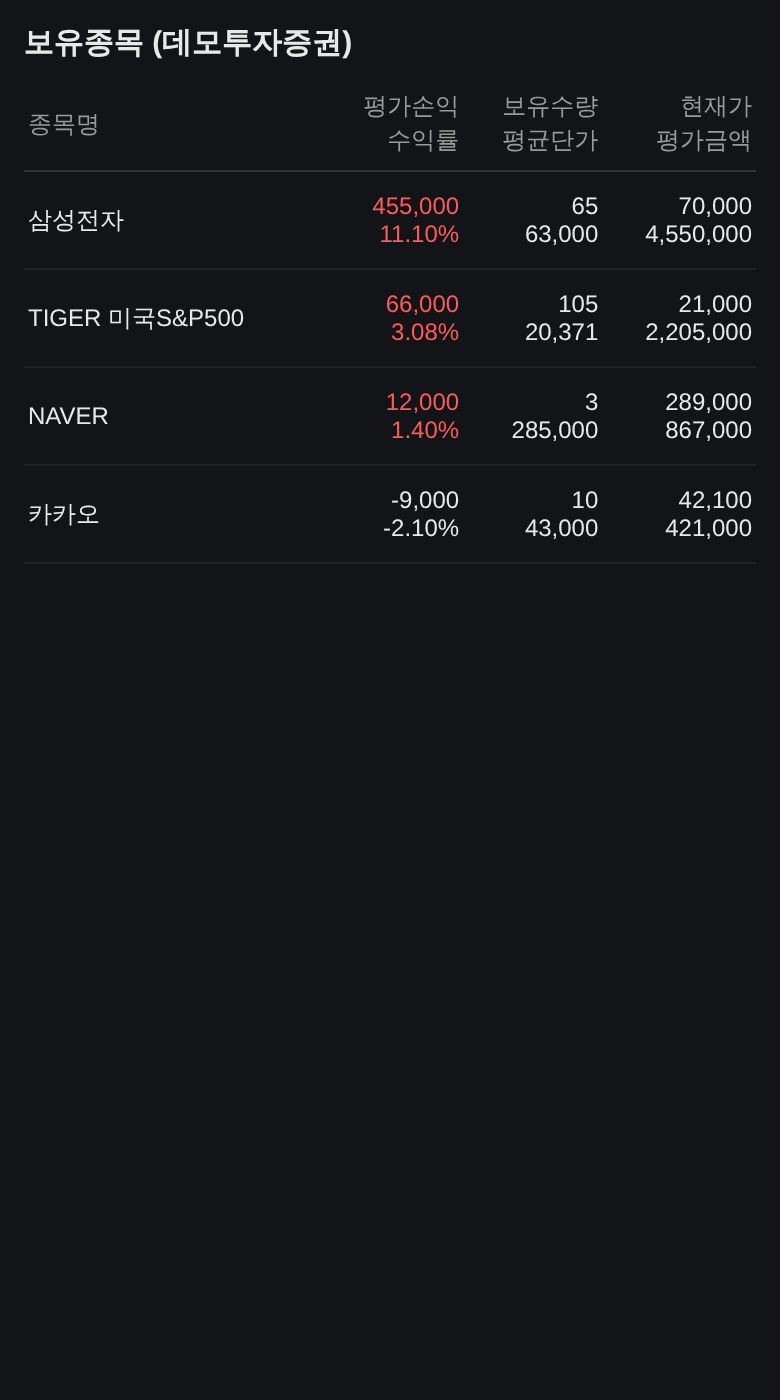 보유종목 (데모투자증권)
종목명 평가손익 보유수량 현재가
수익률 평균단가 평가금액
삼성전자 455,000 65 70,000
11.10% 63,000 4,550,000
TIGER 미국S&P500 66,000 105 21,000
3.08% 20,371 2,205,000
NAVER 12,000 3 289,000
1.40% 285,000 867,000
카카오 -9,000 10 42,100
-2.10% 43,000 421,000